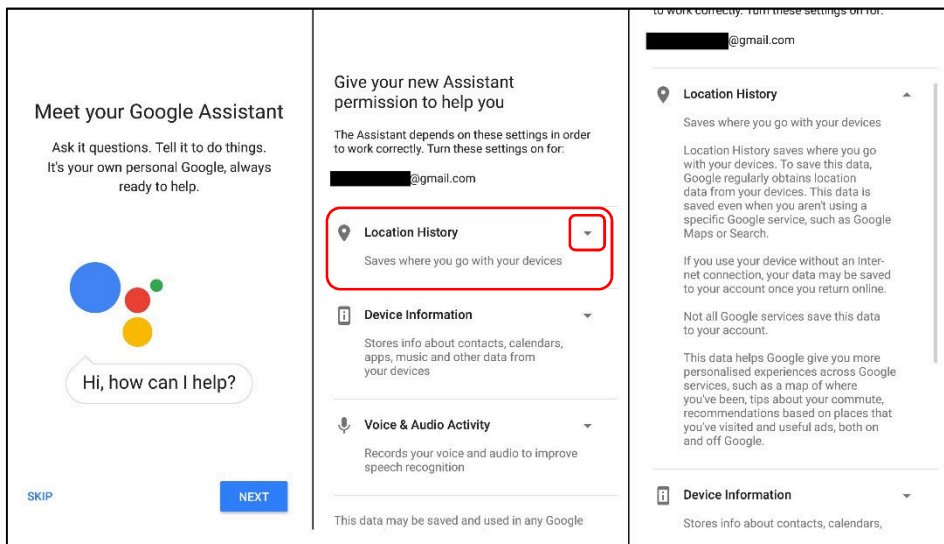 Meet your Google Assistant
Ask it questions. Tell it to do things.
It's your own personal Google, always
ready to help.
Hi, how can I help?
SKIP
NEXT
Give your new Assistant
permission to help you
The Assistant depends on these settings in order
to work correctly. Turn these settings on for:
@gmail.com
Location History
Saves where you go with your devices
Device Information
Stores info about contacts, calendars,
apps, music and other data from
your devices
Voice & Audio Activity
Records your voice and audio to improve
speech recognition
This data may be saved and used in any Google
to work correctly. Turn these settings on for:
@gmail.com
Location History
Saves where you go with your devices
Location History saves where you go
with your devices. To save this data,
Google regularly obtains location
data from your devices. This data is
saved even when you aren't using a
specific Google service, such as Google
Maps or Search.
If you use your device without an Inter-
net connection, your data may be saved
to your account once you return online.
Not all Google services save this data
to your account.
This data helps Google give you more
personalised experiences across Google
services, such as a map of where
you've been, tips about your commute,
recommendations based on places that
you've visited and useful ads, both on
and off Google.
Device Information
Stores info about contacts, calendars,